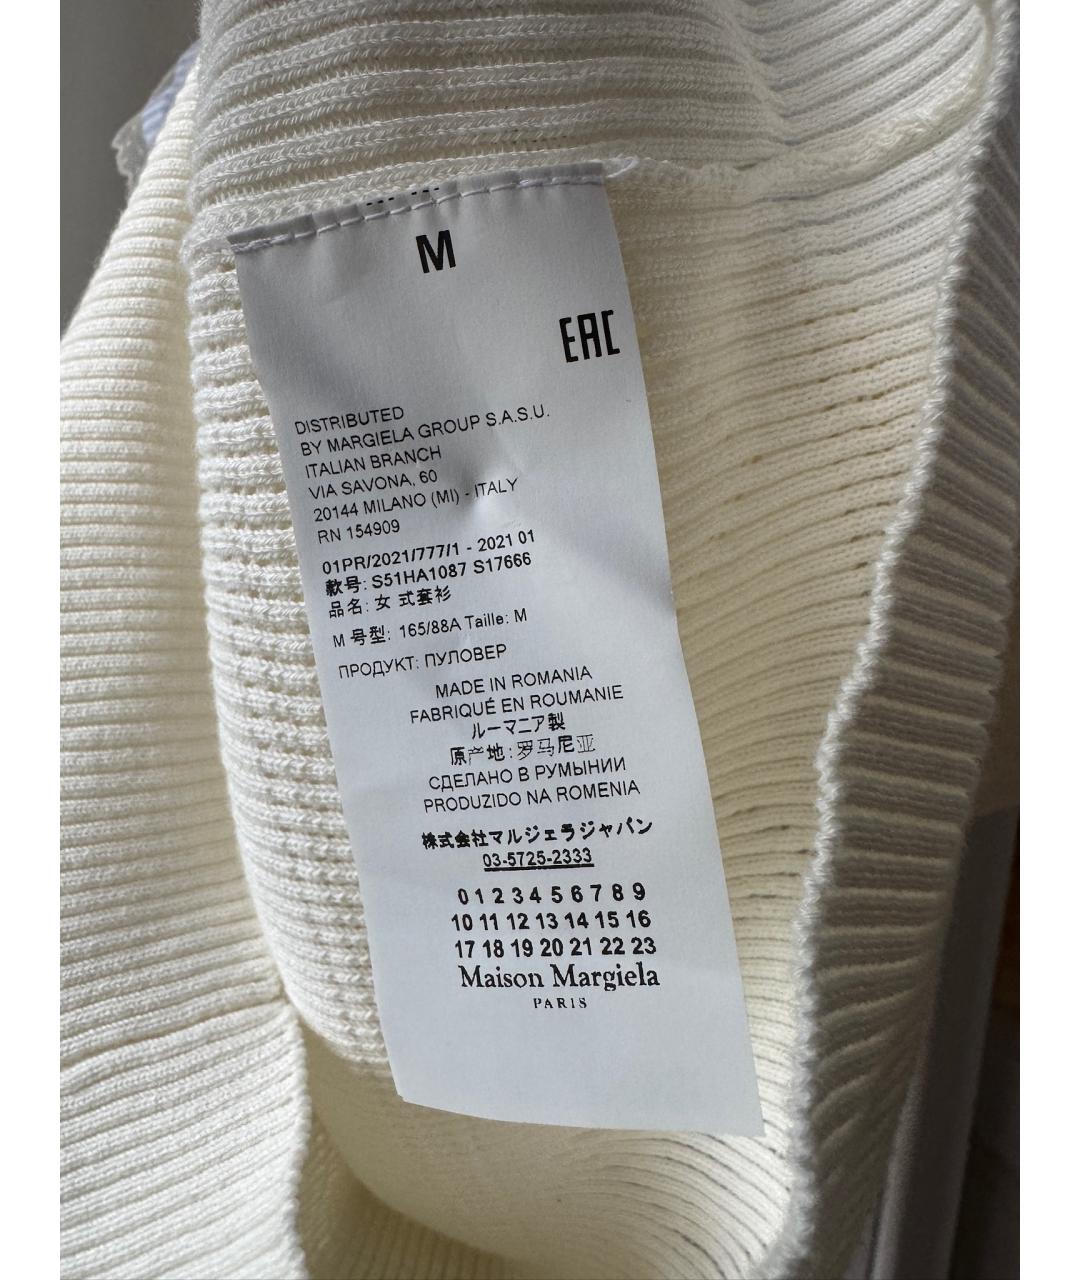 M
EAC
DISTRIBUTED
BY MARGIELA GROUP S.A.S.U.
ITALIAN BRANCH
VIA SAVONA, 60
20144 MILANO (MI) - ITALY
RN 154909
01PR/2021/777/1 - 2021 01
款号: S51HA1087 S17666
品名: 女 式套衫
M 号型: 165/88A Taille: M
ПРОДУКТ: ПУЛОВЕР
MADE IN ROMANIA
FABRIQUÉ EN ROUMANIE
ルーマニア製
原产地: 罗马尼亚
СДЕЛАНО В РУМЫНИИ
PRODUZIDO NA ROMENIA
株式会社マルジェラジャパン
03-5725-2333
0 1 2 3 4 5 6 7 8 9
10 11 12 13 14 15 16
17 18 19 20 21 22 23
Maison Margiela
PARIS